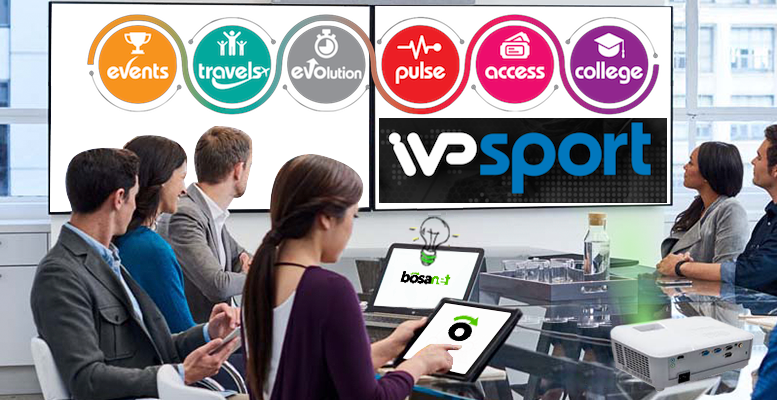 events
travels
eVOlution
pulse
access
college
ivpsport
bosanet
o